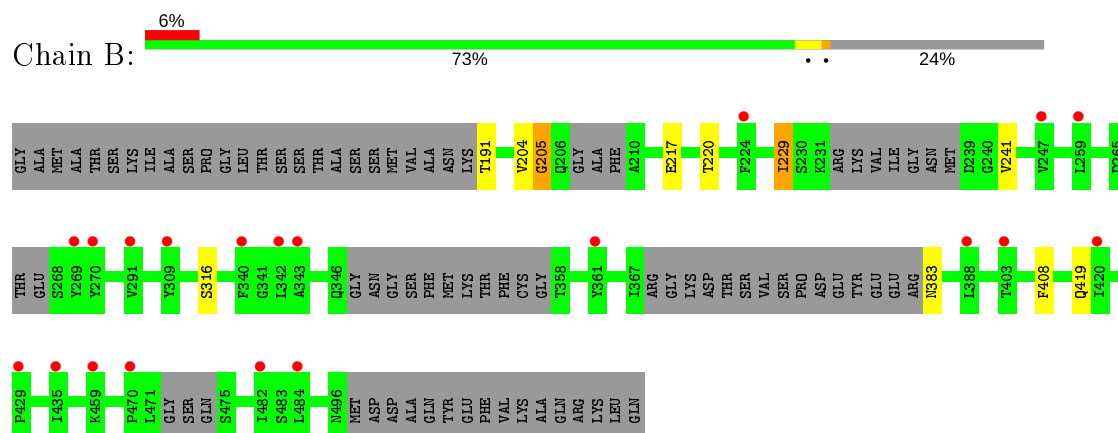 6%
Chain B:
73% • • 24%
GLY ALA MET ALA THR SER LYS ILE ALA SER PRO GLY LEU THR SER SER THR ALA SER SER MET VAL ALA ASN LYS T191 V204 G205 Q206 GLY ALA PHE A210 E217 T220 F224 I229 S230 K231 ARG LYS VAL ILE GLY ASN MET D239 G240 V241 V247 L259 D265
THR GLU S268 Y269 Y270 V291 Y309 S316 F340 G341 L342 A343 Q346 GLY ASN GLY SER PHE MET LYS THR PHE CYS GLY T358 Y361 I367 ARG GLY LYS ASP THR SER VAL SER PRO ASP GLU TYR GLU GLU ARG N383 L388 T403 F408 Q419 I420
P429 I435 K459 P470 L471 GLY SER GLN S475 I482 S483 L484 N496 MET ASP ASP ALA GLN TYR GLU PHE VAL LYS ALA GLN ARG LYS LEU GLN